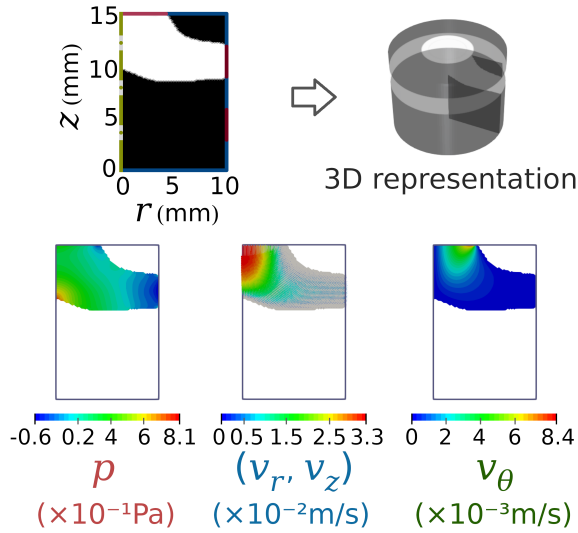 15
10
5
0
z (mm)
0 5 10
r (mm)
3D representation
-0.6 0.2 4 6 8.1
p
(×10⁻¹Pa)
0 0.5 1.5 2.5 3.3
(vᵣ, v_z)
(×10⁻²m/s)
0 2 4 6 8.4
v_θ
(×10⁻³m/s)